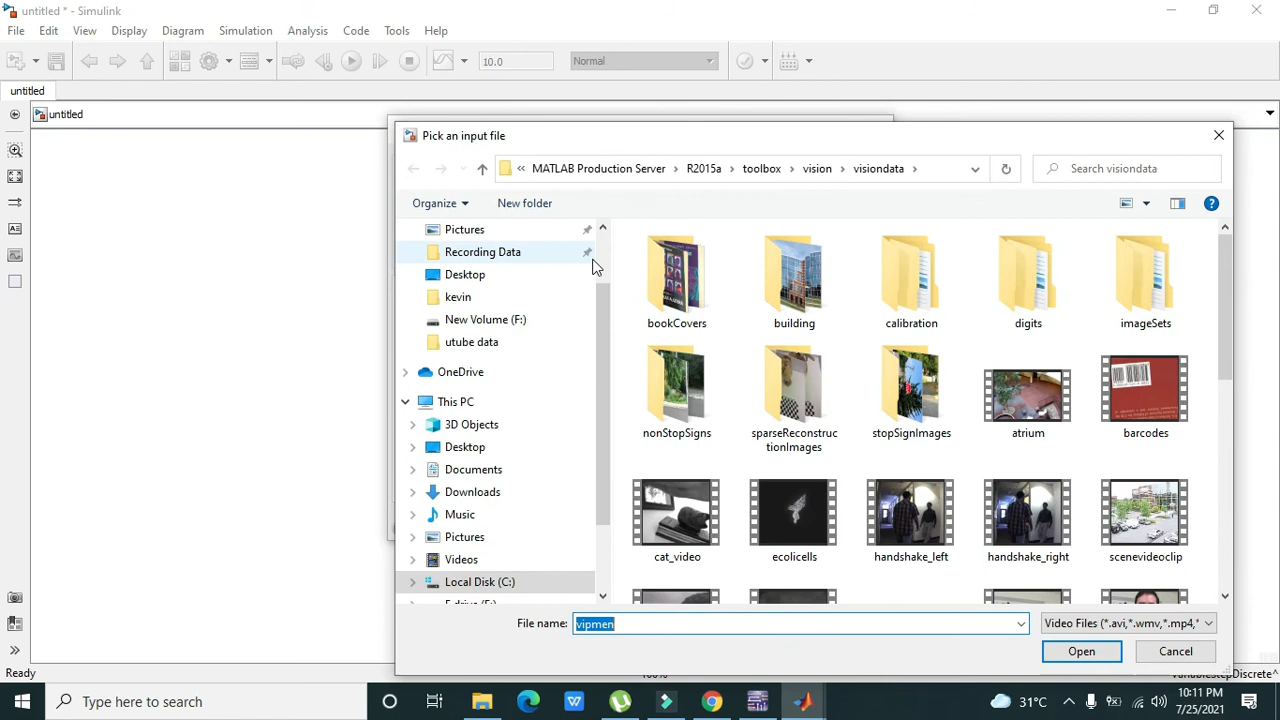 untitled * - Simulink
File Edit View Display Diagram Simulation Analysis Code Tools Help
10.0 Normal
untitled
untitled
Pick an input file
« MATLAB Production Server › R2015a › toolbox › vision › visiondata ›
Search visiondata
Organize New folder
Pictures
Recording Data
Desktop
kevin
New Volume (F:)
utube data
OneDrive
This PC
3D Objects
Desktop
Documents
Downloads
Music
Pictures
Videos
Local Disk (C:)
bookCovers building calibration digits imageSets
nonStopSigns sparseReconstruc stopSignImages atrium barcodes
tionImages
cat_video ecolicells handshake_left handshake_right scenevideoclip
File name: vipmen Video Files (*.avi,*.wmv,*.mp4,*
Open Cancel
Ready 100% VariableStepDiscrete
Type here to search
31°C
10:11 PM
7/25/2021